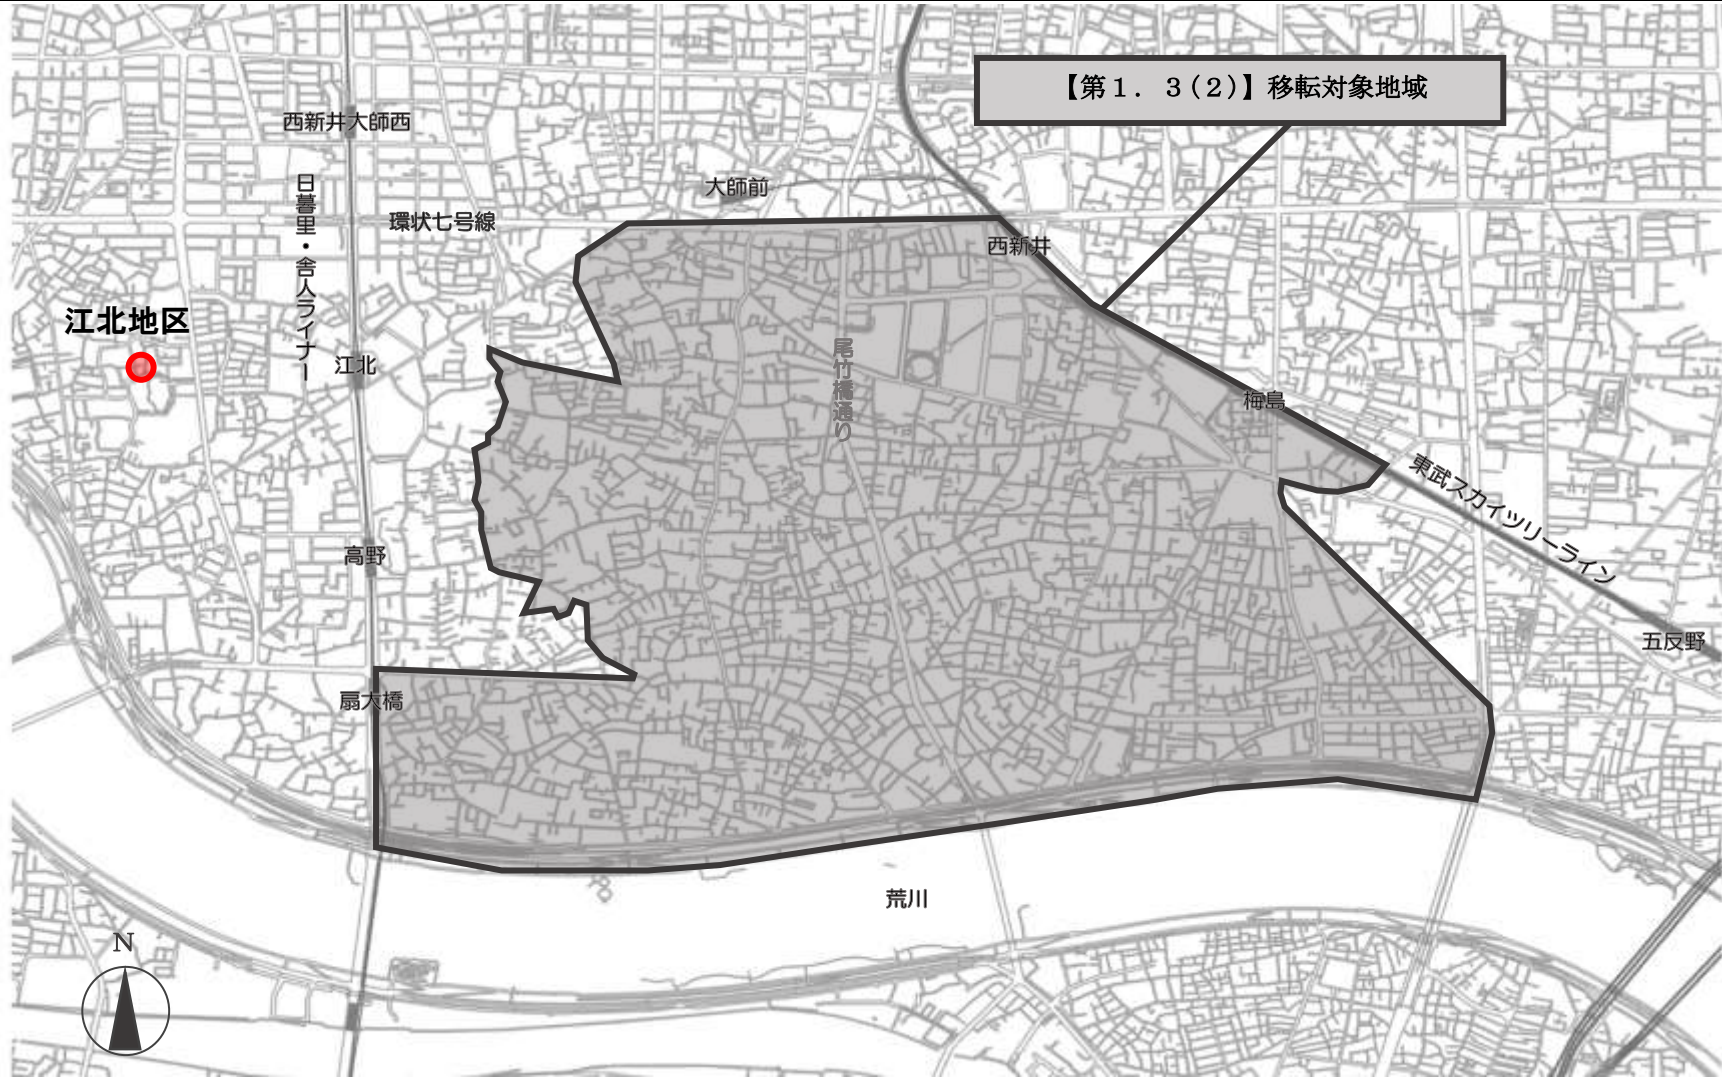 【第１．３(２)】移転対象地域
西新井大師西
大師前
日暮里・舎人ライナー
環状七号線
西新井
江北地区
江北
尾竹橋通り
梅島
東武スカイツリーライン
高野
五反野
扇大橋
荒川
N